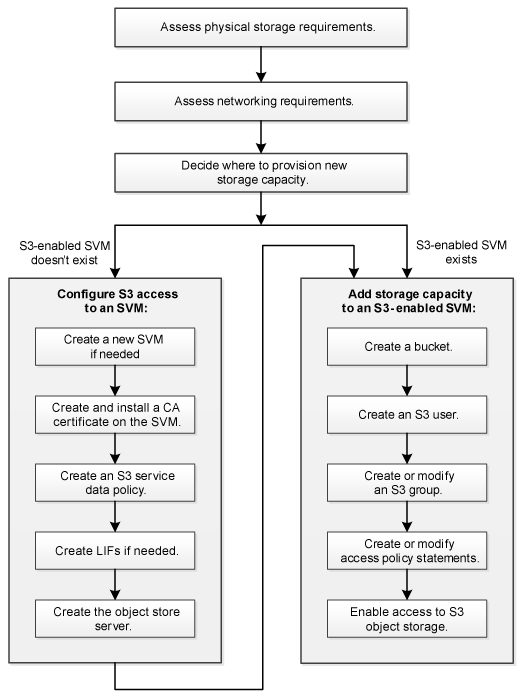 Assess physical storage requirements.
Assess networking requirements.
Decide where to provision new
storage capacity.
S3-enabled SVM
doesn't exist
S3-enabled SVM
exists
Configure S3 access
to an SVM:
Create a new SVM
if needed
Create and install a CA
certificate on the SVM.
Create an S3 service
data policy.
Create LIFs if needed.
Create the object store
server.
Add storage capacity
to an S3-enabled SVM:
Create a bucket.
Create an S3 user.
Create or modify
an S3 group.
Create or modify
access policy statements.
Enable access to S3
object storage.